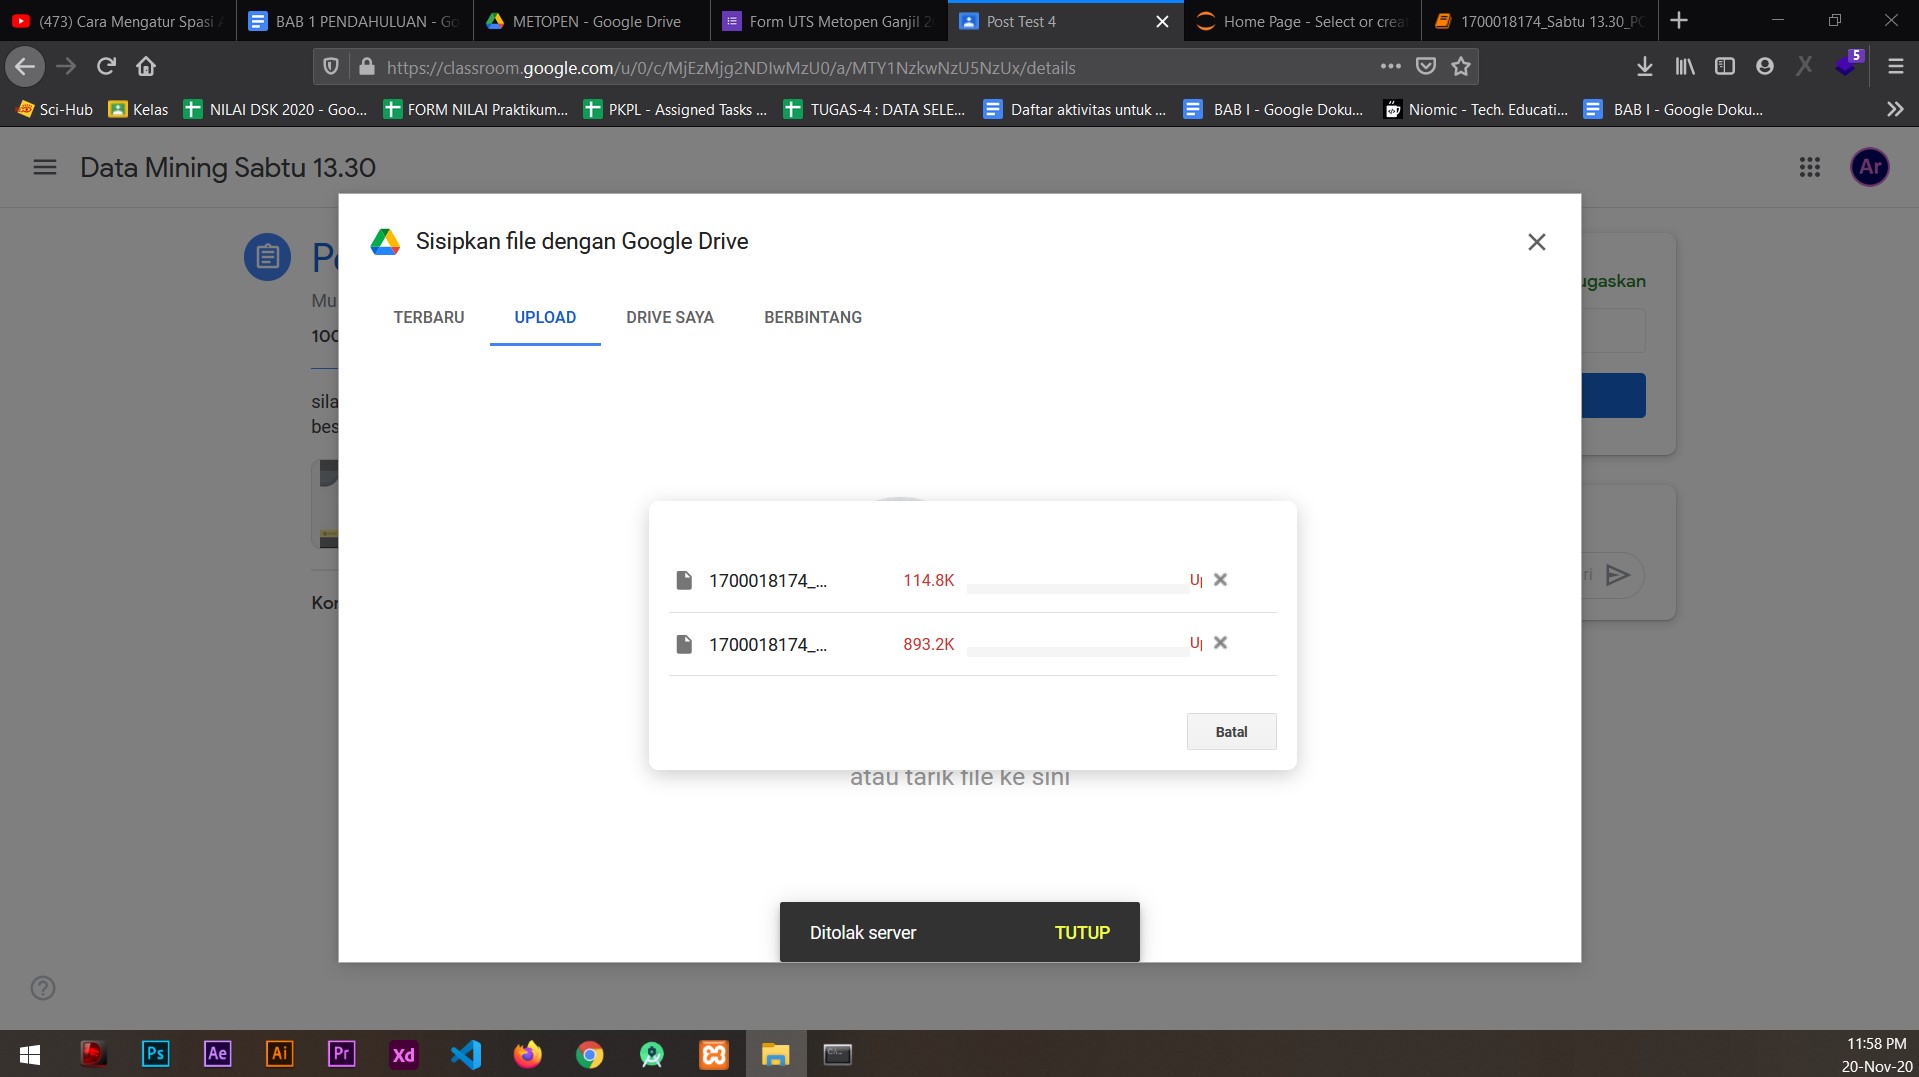 (473) Cara Mengatur Spasi
BAB 1 PENDAHULUAN - Go
METOPEN - Google Drive
Form UTS Metopen Ganjil 2
Post Test 4
Home Page - Select or creat
1700018174_Sabtu 13.30_PO
https://classroom.google.com/u/0/c/MjEzMjg2NDIwMzU0/a/MTY1NzkwNzU5NzUx/details
5
Sci-Hub
Kelas
NILAI DSK 2020 - Goo...
FORM NILAI Praktikum...
PKPL - Assigned Tasks ...
TUGAS-4 : DATA SELE...
Daftar aktivitas untuk ...
BAB I - Google Doku...
Niomic - Tech. Educati...
BAB I - Google Doku...
Data Mining Sabtu 13.30
Ar
Sisipkan file dengan Google Drive
ugaskan
Mu
TERBARU
UPLOAD
DRIVE SAYA
BERBINTANG
100
sila
bes
1700018174_...
114.8K
Kor
ri
1700018174_...
893.2K
Batal
atau tarik file ke sini
Ditolak server
TUTUP
Ps
Ae
Ai
Pr
Xd
11:58 PM
20-Nov-20